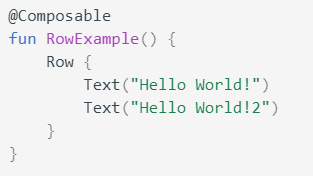 @Composable
fun RowExample() {
    Row {
        Text("Hello World!")
        Text("Hello World!2")
    }
}